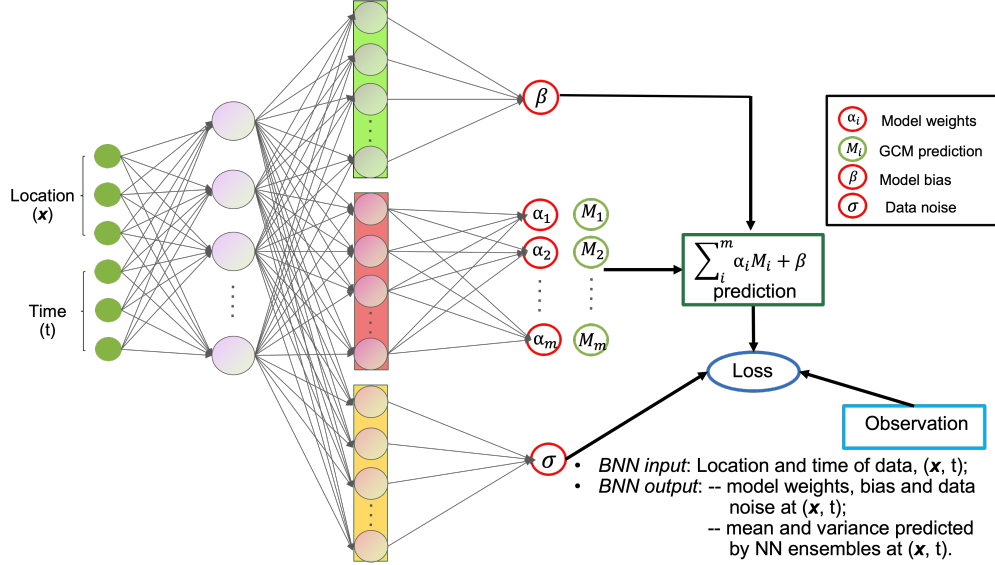 Location
(x)
Time
(t)
β
α₁
α₂
αₘ
M₁
M₂
Mₘ
σ
αᵢ Model weights
Mᵢ GCM prediction
β Model bias
σ Data noise
∑ᵢᵐ αᵢMᵢ + β
prediction
Loss
Observation
• BNN input: Location and time of data, (x, t);
• BNN output: -- model weights, bias and data
noise at (x, t);
-- mean and variance predicted
by NN ensembles at (x, t).